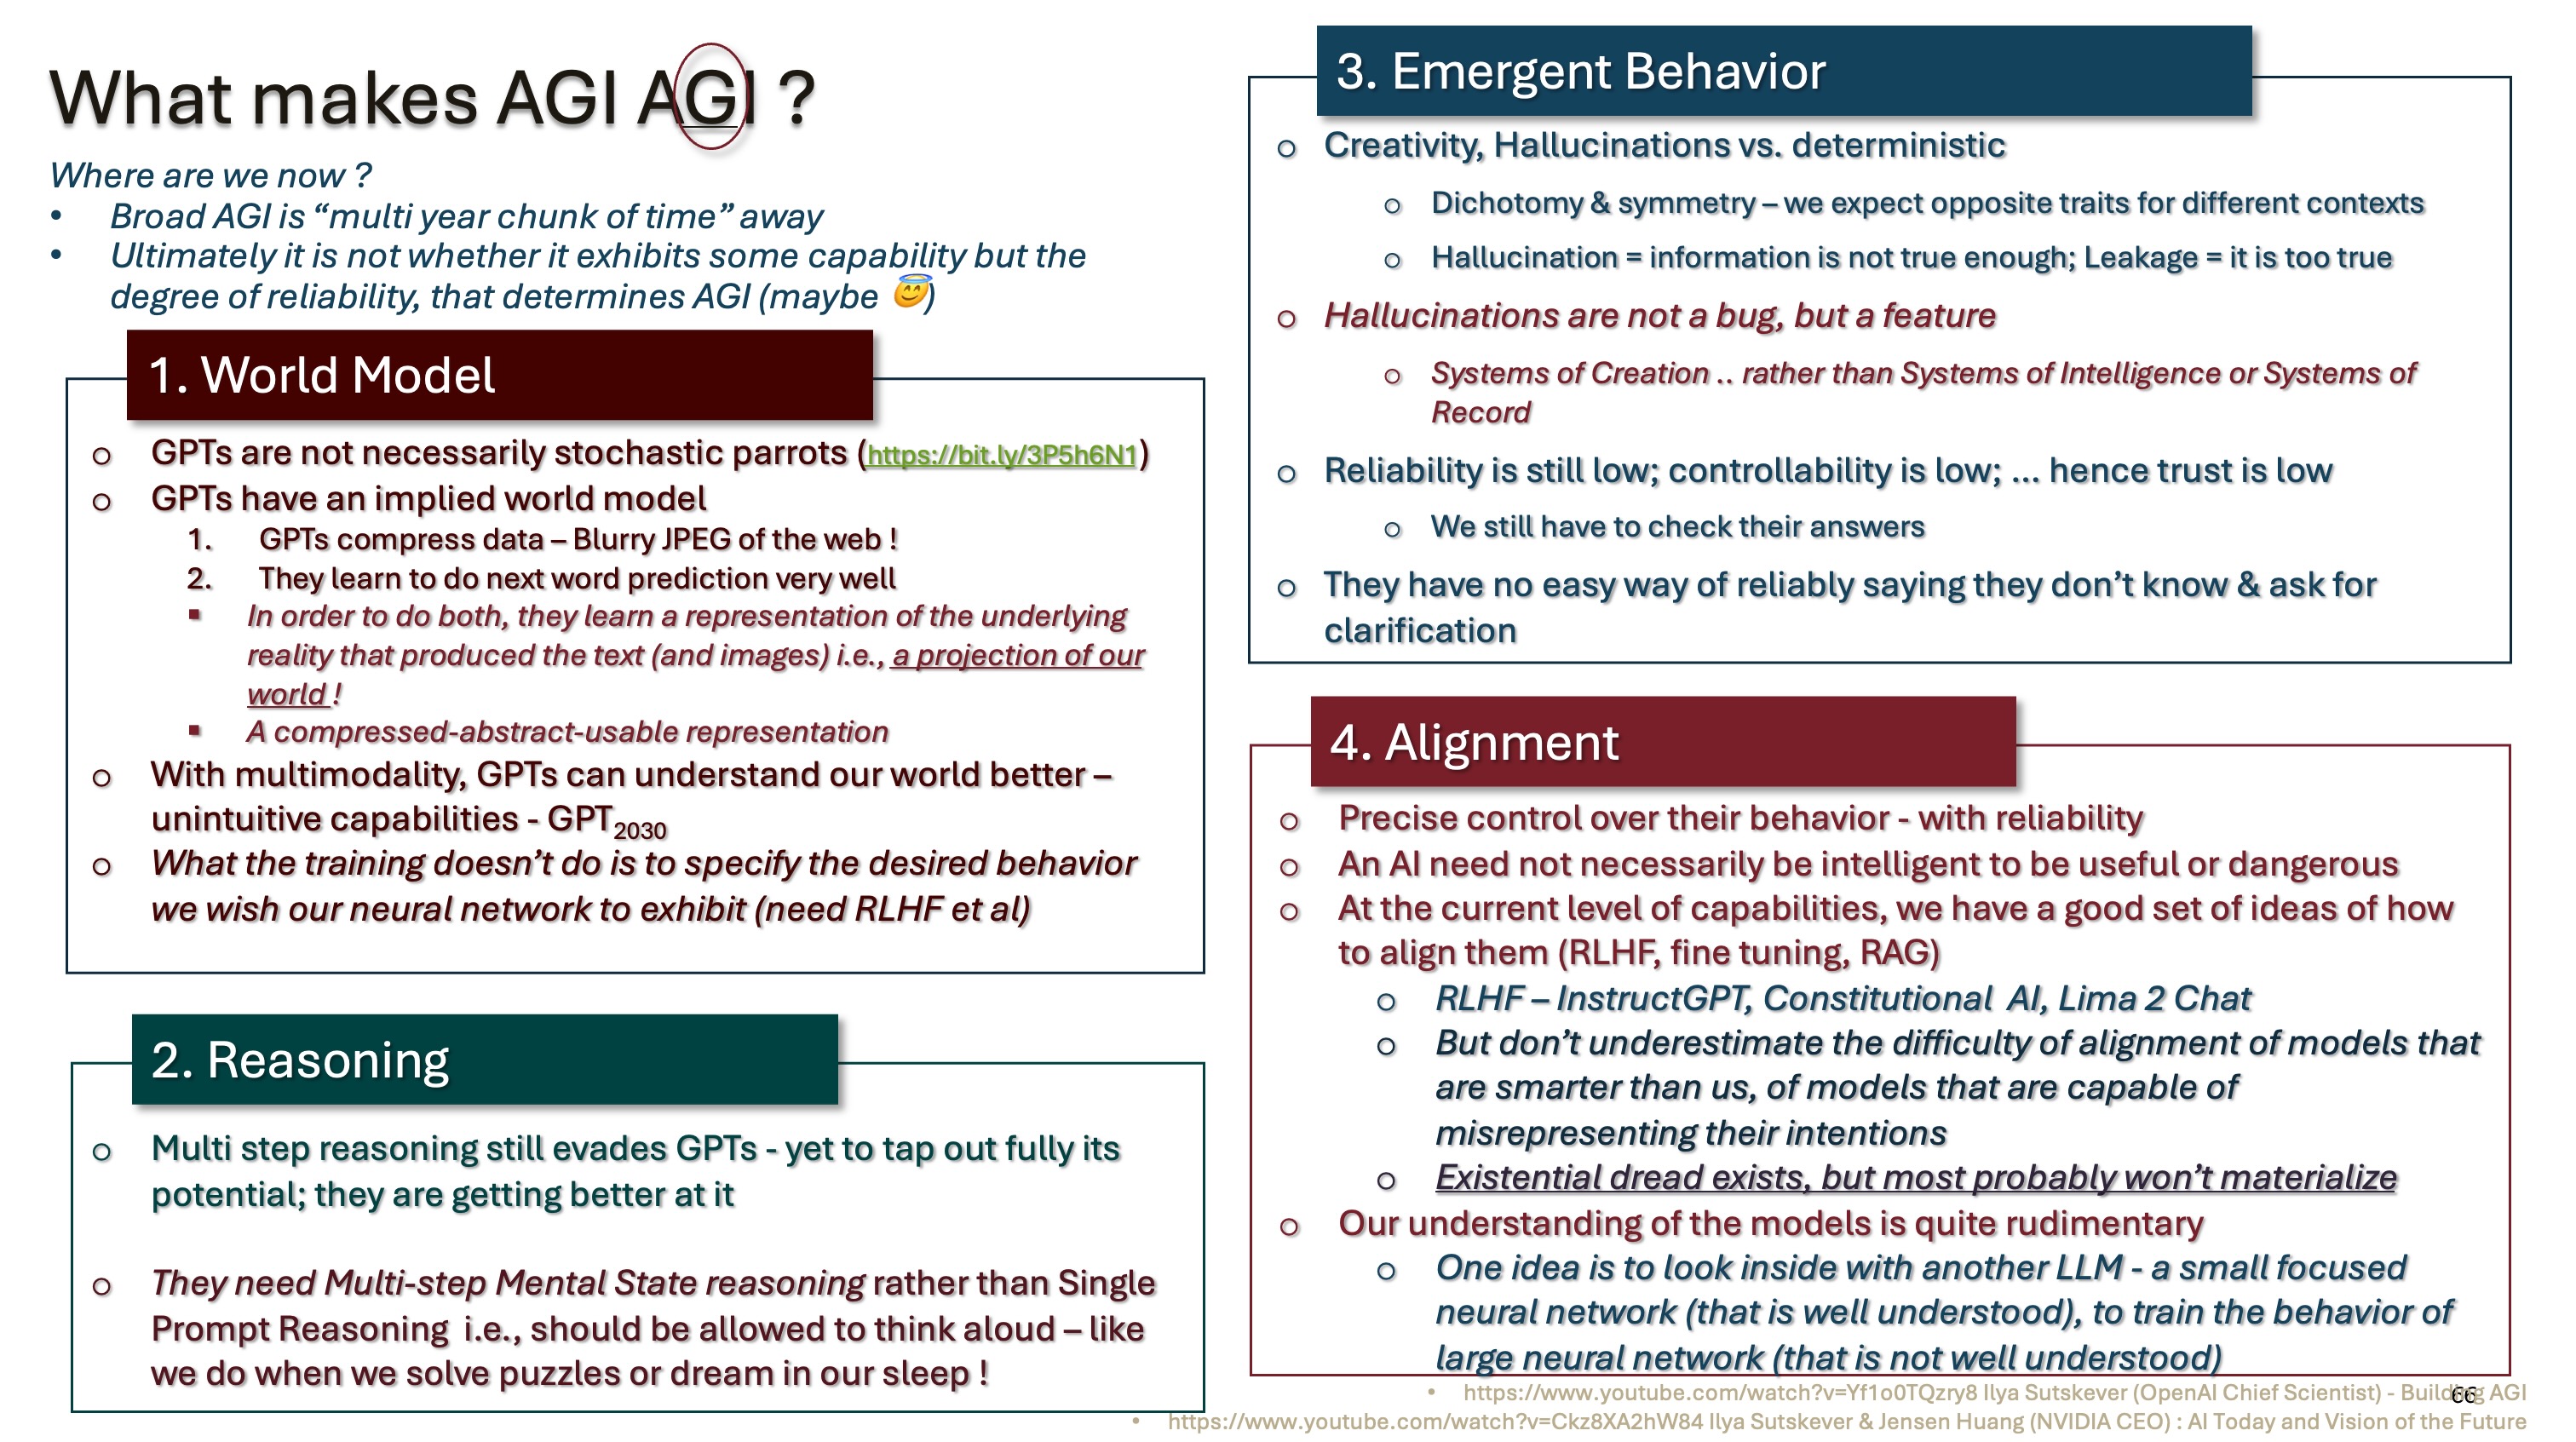 What makes AGI AGI ?
Where are we now ?
• Broad AGI is “multi year chunk of time” away
• Ultimately it is not whether it exhibits some capability but the
degree of reliability, that determines AGI (maybe 😇)
1. World Model
o GPTs are not necessarily stochastic parrots (https://bit.ly/3P5h6N1)
o GPTs have an implied world model
1. GPTs compress data – Blurry JPEG of the web !
2. They learn to do next word prediction very well
▪ In order to do both, they learn a representation of the underlying
reality that produced the text (and images) i.e., a projection of our
world !
▪ A compressed-abstract-usable representation
o With multimodality, GPTs can understand our world better –
unintuitive capabilities - GPT2030
o What the training doesn’t do is to specify the desired behavior
we wish our neural network to exhibit (need RLHF et al)
2. Reasoning
o Multi step reasoning still evades GPTs - yet to tap out fully its
potential; they are getting better at it
o They need Multi-step Mental State reasoning rather than Single
Prompt Reasoning i.e., should be allowed to think aloud – like
we do when we solve puzzles or dream in our sleep !
3. Emergent Behavior
o Creativity, Hallucinations vs. deterministic
o Dichotomy & symmetry – we expect opposite traits for different contexts
o Hallucination = information is not true enough; Leakage = it is too true
o Hallucinations are not a bug, but a feature
o Systems of Creation .. rather than Systems of Intelligence or Systems of
Record
o Reliability is still low; controllability is low; ... hence trust is low
o We still have to check their answers
o They have no easy way of reliably saying they don’t know & ask for
clarification
4. Alignment
o Precise control over their behavior - with reliability
o An AI need not necessarily be intelligent to be useful or dangerous
o At the current level of capabilities, we have a good set of ideas of how
to align them (RLHF, fine tuning, RAG)
o RLHF – InstructGPT, Constitutional AI, Lima 2 Chat
o But don’t underestimate the difficulty of alignment of models that
are smarter than us, of models that are capable of
misrepresenting their intentions
o Existential dread exists, but most probably won’t materialize
o Our understanding of the models is quite rudimentary
o One idea is to look inside with another LLM - a small focused
neural network (that is well understood), to train the behavior of
large neural network (that is not well understood)
• https://www.youtube.com/watch?v=Yf1o0TQzry8 Ilya Sutskever (OpenAI Chief Scientist) - Building AGI
66
• https://www.youtube.com/watch?v=Ckz8XA2hW84 Ilya Sutskever & Jensen Huang (NVIDIA CEO) : AI Today and Vision of the Future